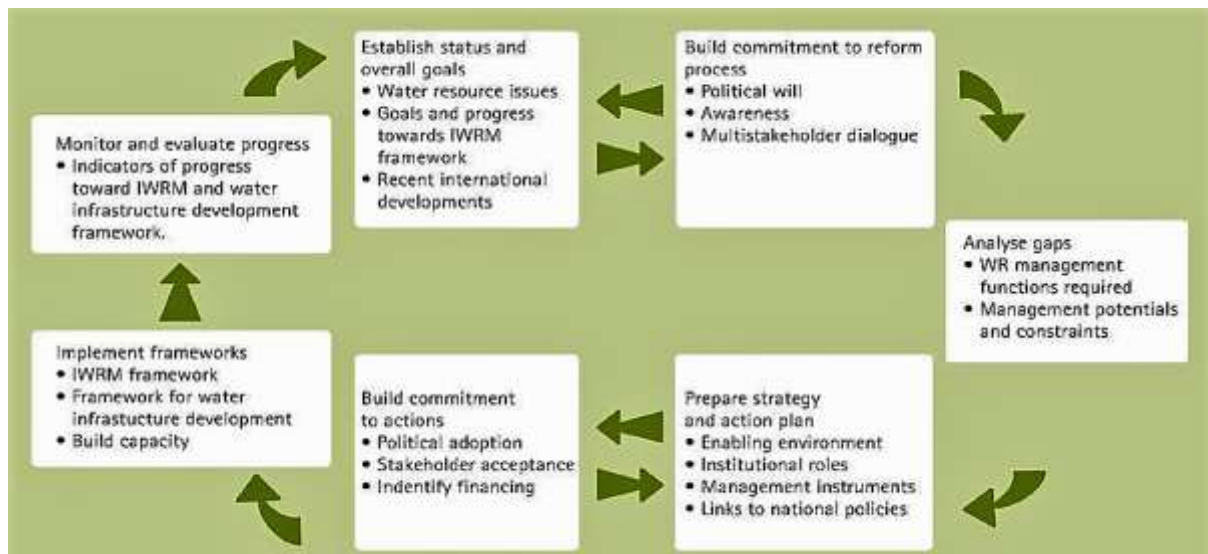 Establish status and
overall goals
• Water resource issues
• Goals and progress
towards IWRM
framework
• Recent international
developments
Build commitment to reform
process
• Political will
• Awareness
• Multistakeholder dialogue
Monitor and evaluate progress
• Indicators of progress
toward IWRM and water
infrastructure development
framework.
Analyse gaps
• WR management
functions required
• Management potentials
and constraints
Implement frameworks
• IWRM framework
• Framework for water
infrastucture development
• Build capacity
Build commitment
to actions
• Political adoption
• Stakeholder acceptance
• Indentify financing
Prepare strategy
and action plan
• Enabling environment
• Institutional roles
• Management instruments
• Links to national policies